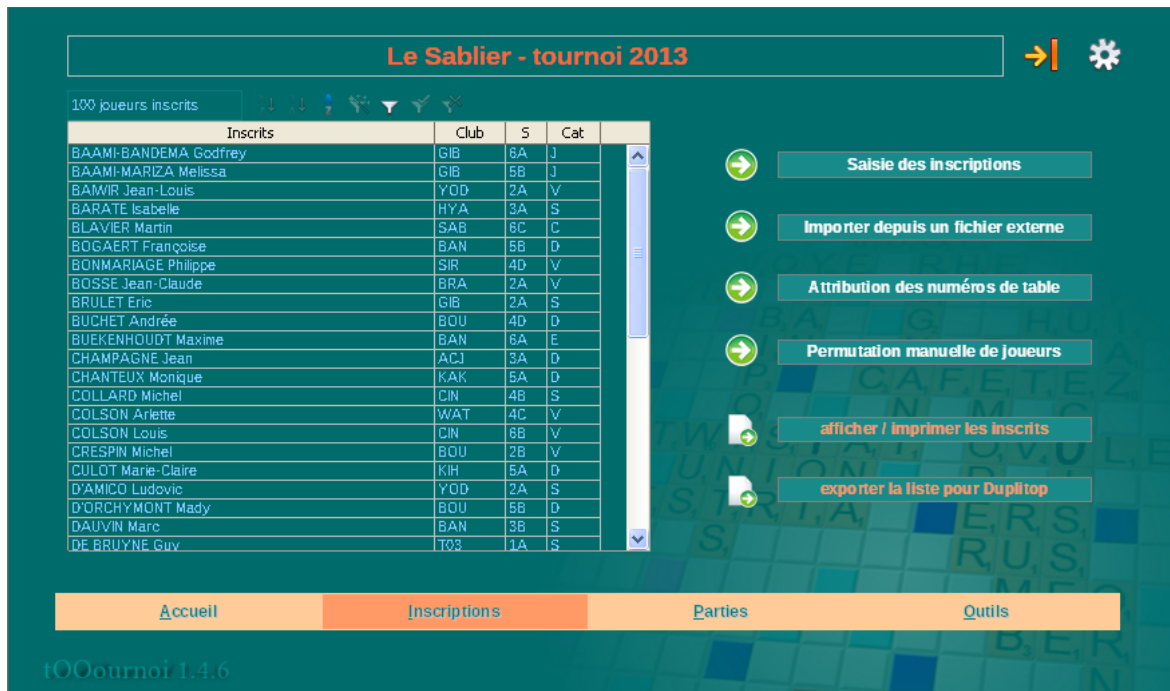 Le Sablier - tournoi 2013
100 joueurs inscrits
Inscrits Club S Cat
BAAMI-BANDEMA Godfrey GIB 6A J
BAAMI-MARIZA Melissa GIB 5B J
BAIWIR Jean-Louis YOD 2A V
BARATE Isabelle HYA 3A S
BLAVIER Martin SAB 6C C
BOGAERT Françoise BAN 5B D
BONMARIAGE Philippe SIR 4D V
BOSSE Jean-Claude BRA 2A V
BRULET Eric GIB 2A S
BUCHET Andrée BOU 4D D
BUEKENHOUDT Maxime BAN 6A E
CHAMPAGNE Jean ACJ 3A D
CHANTEUX Monique KAK 5A D
COLLARD Michel CIN 4B S
COLSON Arlette WAT 4C V
COLSON Louis CIN 6B V
CRESPIN Michel BOU 2B V
CULOT Marie-Claire KIH 5A D
D'AMICO Ludovic YOD 2A S
D'ORCHYMONT Mady BOU 5B D
DAUVIN Marc BAN 3B S
DE BRUYNE Guy T03 1A S
Saisie des inscriptions
Importer depuis un fichier externe
Attribution des numéros de table
Permutation manuelle de joueurs
afficher / imprimer les inscrits
exporter la liste pour Duplitop
Accueil Inscriptions Parties Outils
tOOournoi 1.4.6